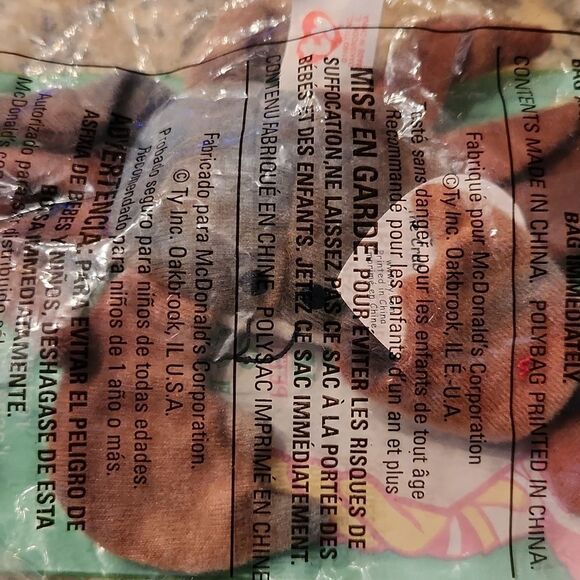 BAG IMMEDIATELY.
CONTENTS MADE IN CHINA. POLYBAG PRINTED IN CHINA.
Fabriqué pour McDonald's Corporation.
©Ty Inc. Oakbrook, IL É-U.A.
Testé sans danger pour les enfants de tout âge
Recommandé pour les enfants d'un an et plus
MISE EN GARDE: POUR ÉVITER LES RISQUES DE
SUFFOCATION, NE LAISSEZ PAS CE SAC À LA PORTÉE DES
BÉBÉS ET DES ENFANTS. JETEZ CE SAC IMMÉDIATEMENT.
CONTENU FABRIQUÉ EN CHINE. POLYSAC IMPRIMÉ EN CHINE
Fabricado para McDonald's Corporation.
©Ty Inc. Oakbrook, IL U.S.A.
Probado seguro para niños de todas edades.
Recomendado para niños de 1 año o más.
ADVERTENCIA: PARA EVITAR EL PELIGRO DE
ASFIXIA DE BEBES Y NIÑOS, DESHAGASE DE ESTA
BOLSA IMMEDIATAMENTE.
Printed in China